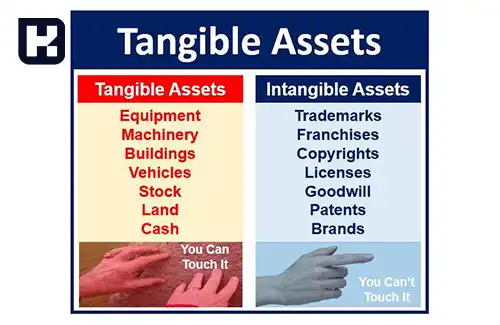 H
Tangible Assets
Tangible Assets
Equipment
Machinery
Buildings
Vehicles
Stock
Land
Cash
You Can
Touch It
Intangible Assets
Trademarks
Franchises
Copyrights
Licenses
Goodwill
Patents
Brands
You Can't
Touch It